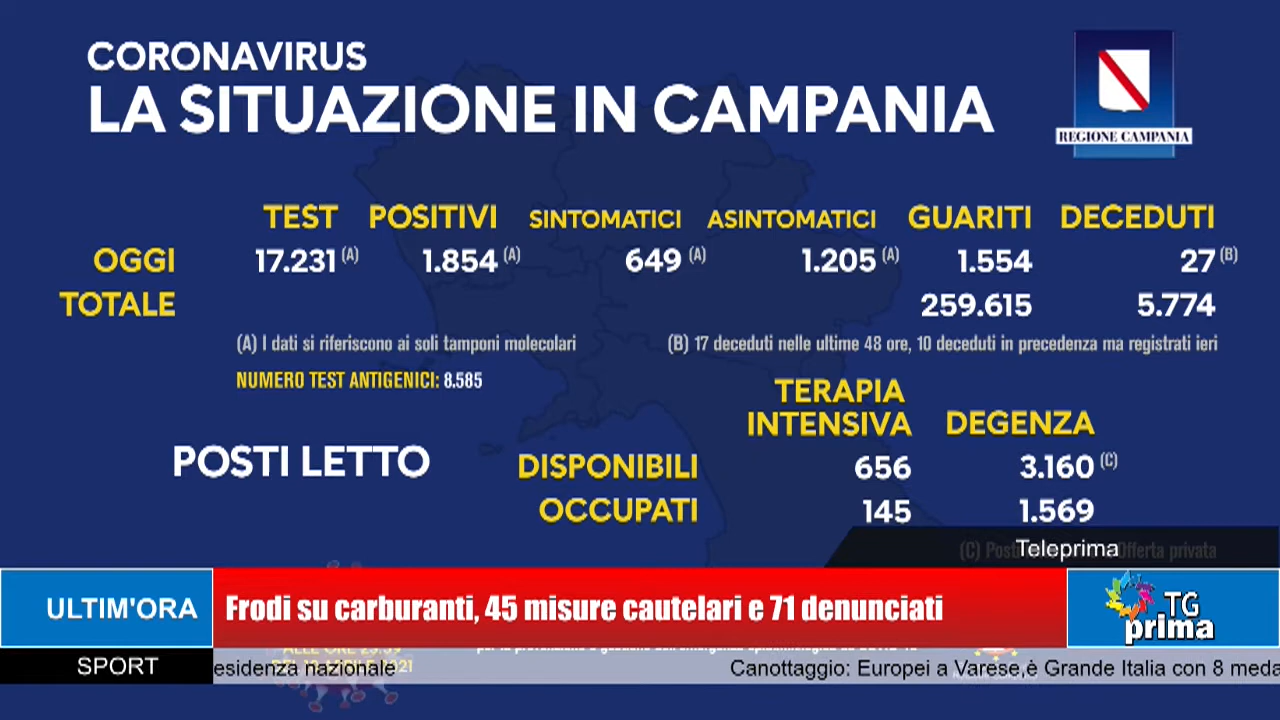 CORONAVIRUS
LA SITUAZIONE IN CAMPANIA
REGIONE CAMPANIA
TEST POSITIVI SINTOMATICI ASINTOMATICI GUARITI DECEDUTI
OGGI 17.231 (A) 1.854 (A) 649 (A) 1.205 (A) 1.554 27 (B)
TOTALE 259.615 5.774
(A) I dati si riferiscono ai soli tamponi molecolari (B) 17 deceduti nelle ultime 48 ore, 10 deceduti in precedenza ma registrati ieri
NUMERO TEST ANTIGENICI: 8.585
TERAPIA INTENSIVA DEGENZA
POSTI LETTO
DISPONIBILI 656 3.160 (C)
OCCUPATI 145 1.569
Teleprima
(C) Posti Offerta privata
ULTIM'ORA Frodi su carburanti, 45 misure cautelari e 71 denunciati
TG prima
SPORT esidenza nazionale Canottaggio: Europei a Varese,è Grande Italia con 8 meda